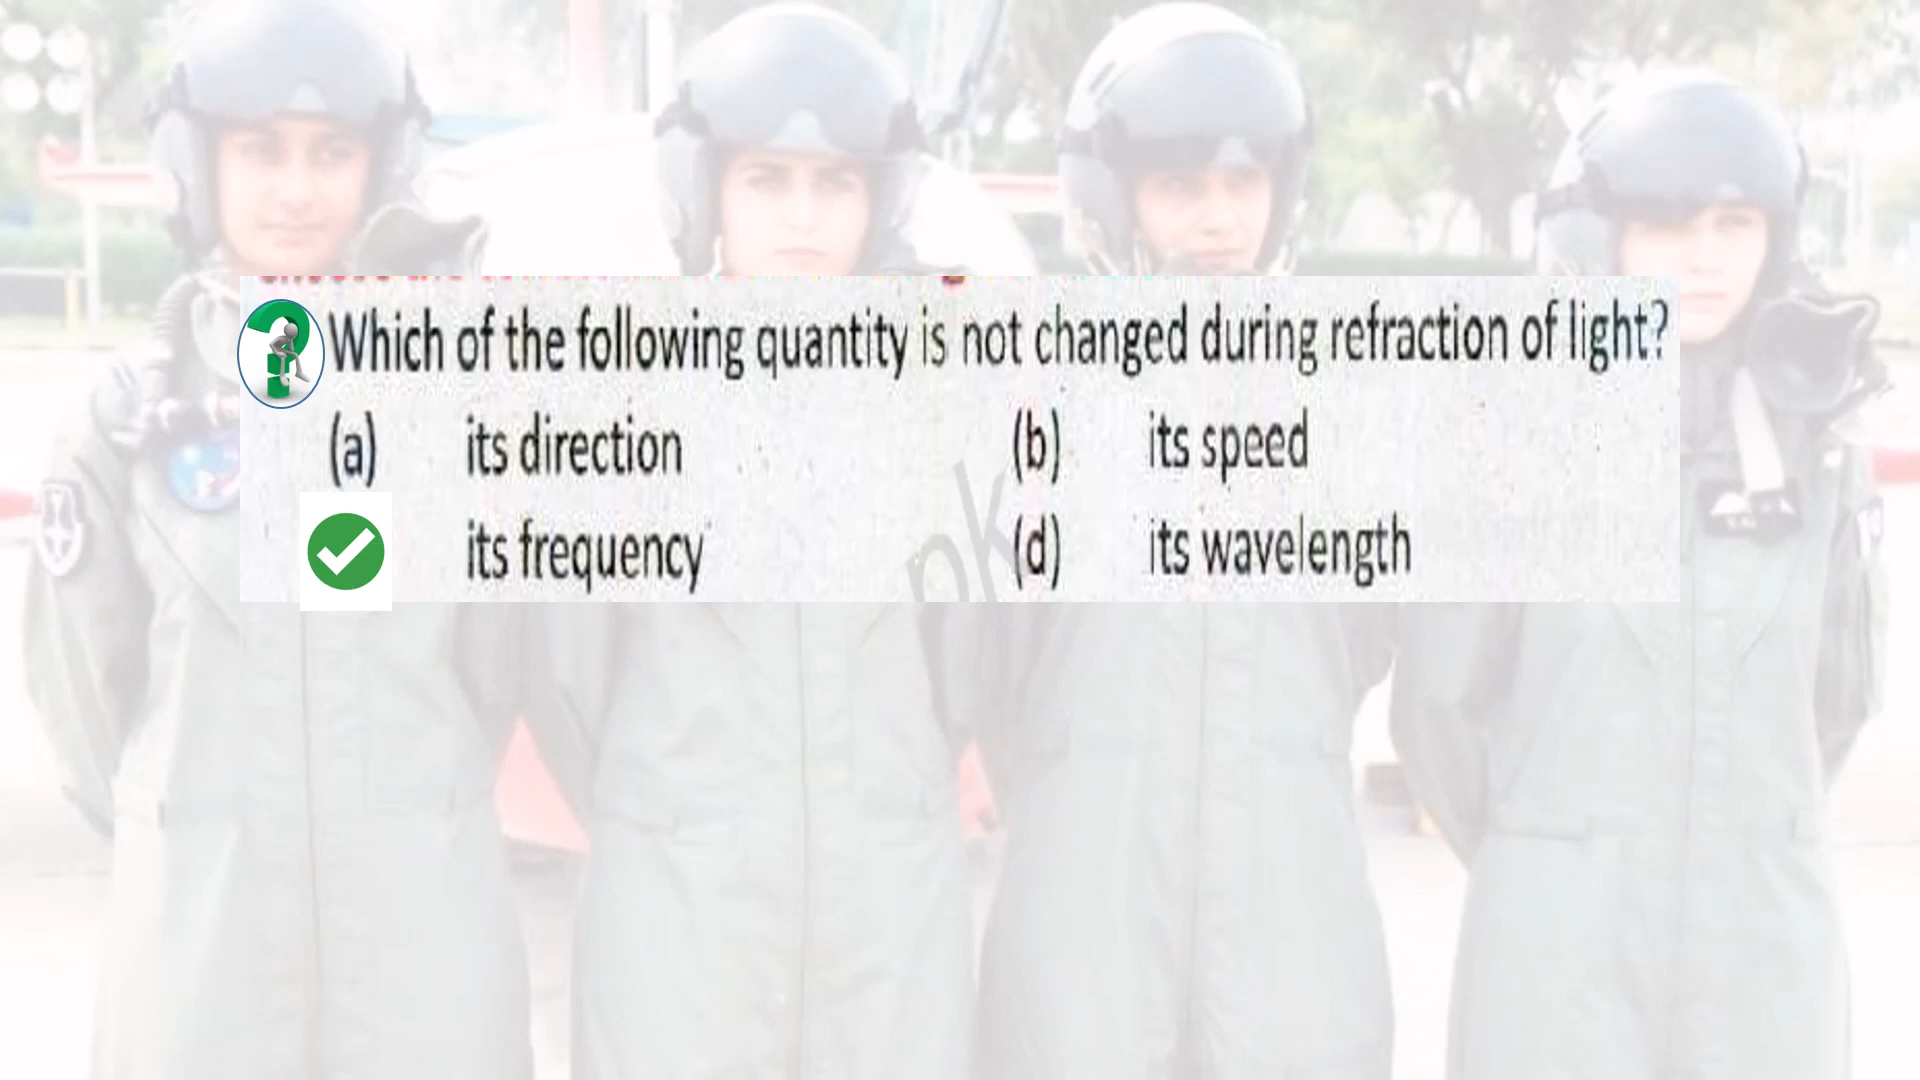 Which of the following quantity is not changed during refraction of light?
(a) its direction (b) its speed
its frequency (d) its wavelength
pk